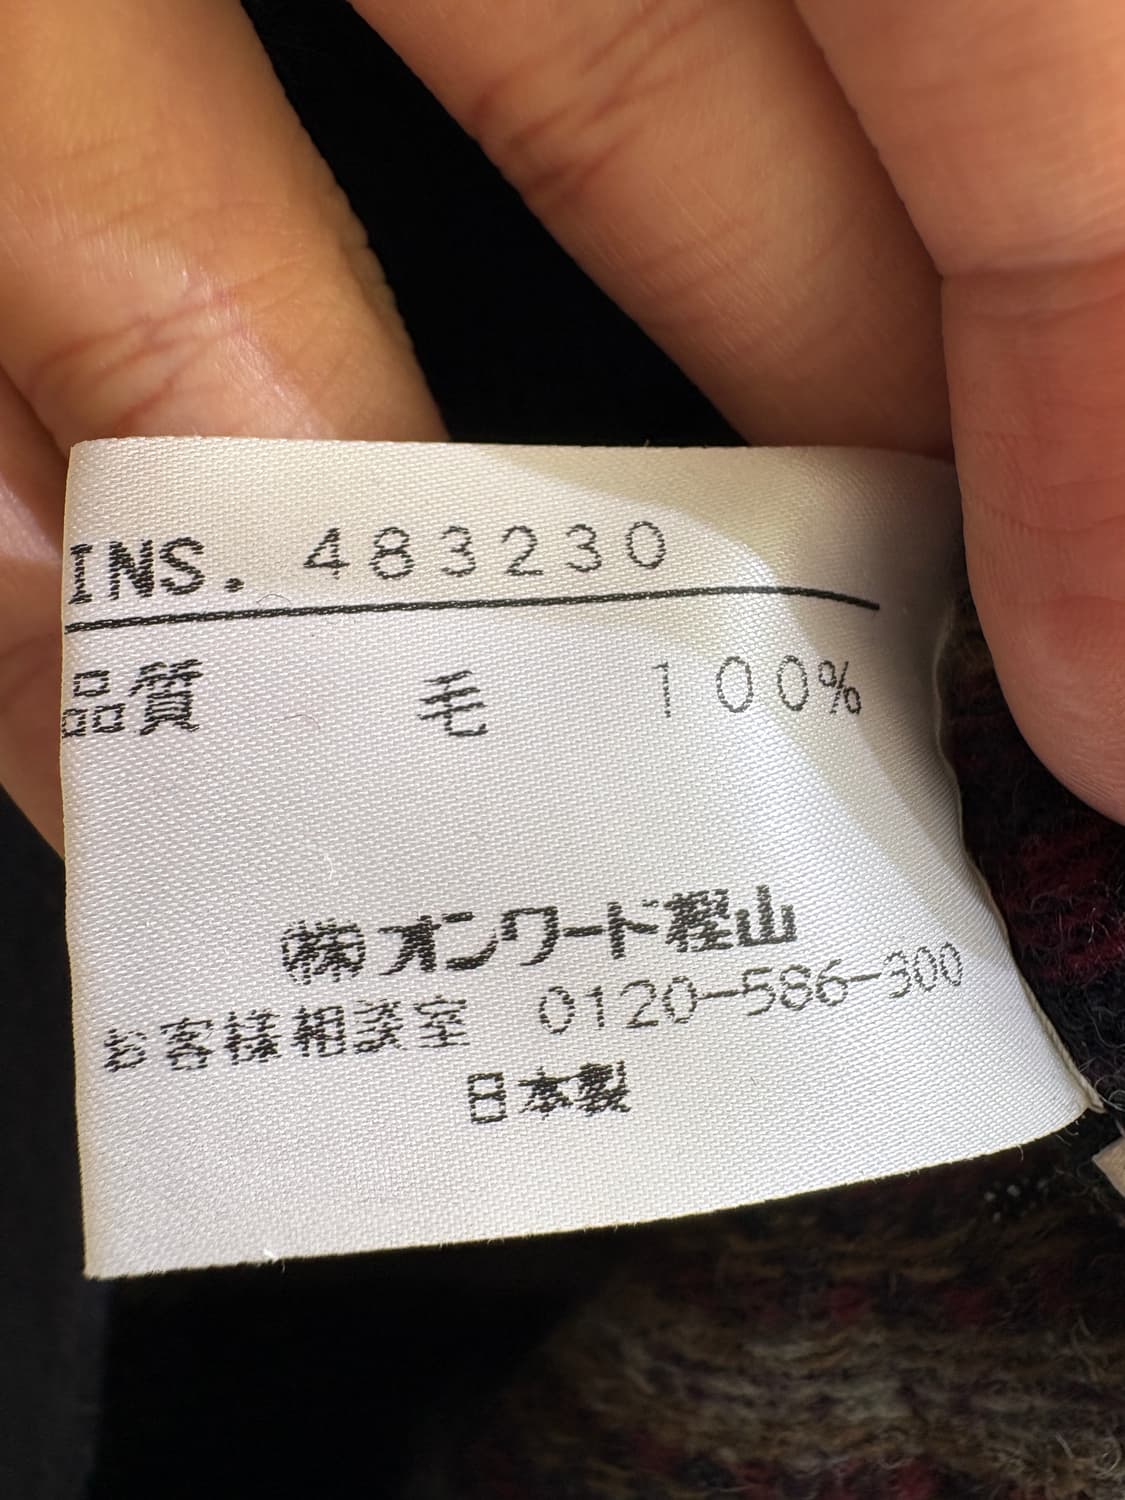 INS. 483230
品質 毛 100%
(株)オンワード樫山
お客様相談室 0120-586-300
日本製